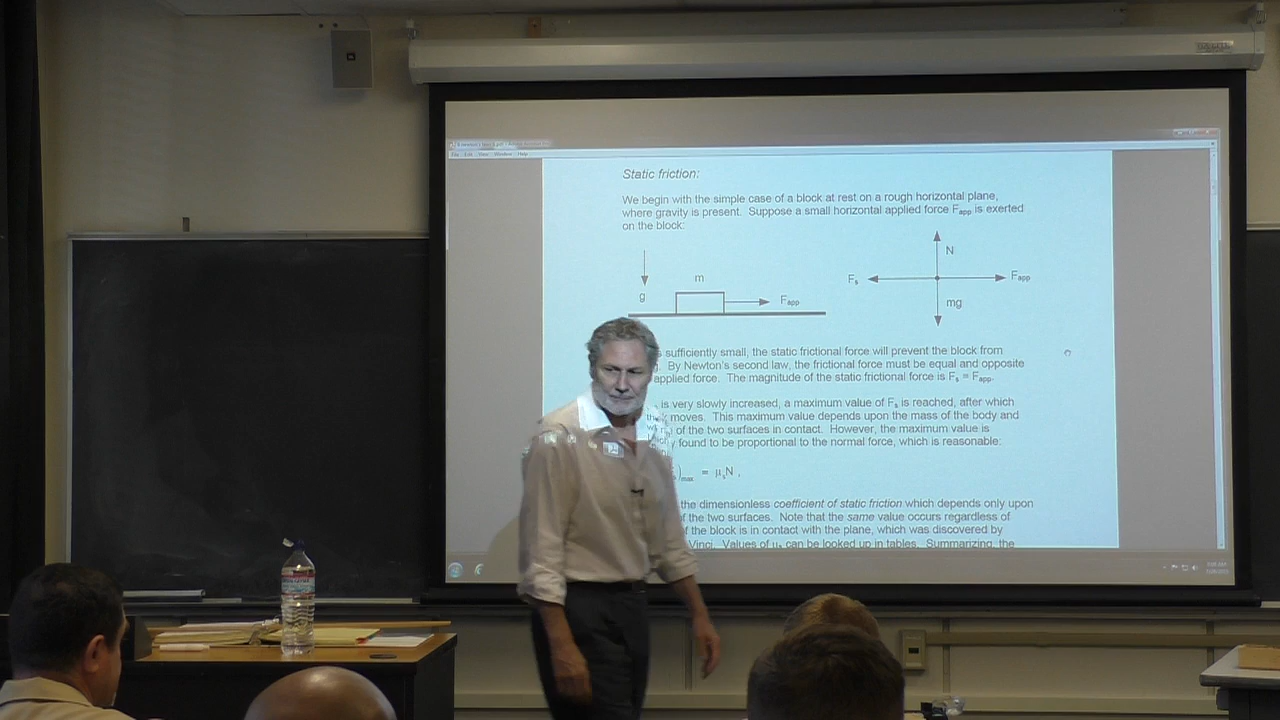 File Edit View Window Help
Static friction:
We begin with the simple case of a block at rest on a rough horizontal plane,
where gravity is present. Suppose a small horizontal applied force Fapp is exerted
on the block:
N
m
Fs
Fapp
g
Fapp
mg
sufficiently small, the static frictional force will prevent the block from
By Newton's second law, the frictional force must be equal and opposite
applied force. The magnitude of the static frictional force is Fs = Fapp.
is very slowly increased, a maximum value of Fs is reached, after which
moves. This maximum value depends upon the mass of the body and
of the two surfaces in contact. However, the maximum value is
found to be proportional to the normal force, which is reasonable:
)max = μsN ,
the dimensionless coefficient of static friction which depends only upon
of the two surfaces. Note that the same value occurs regardless of
of the block is in contact with the plane, which was discovered by
Vinci. Values of μs can be looked up in tables. Summarizing, the